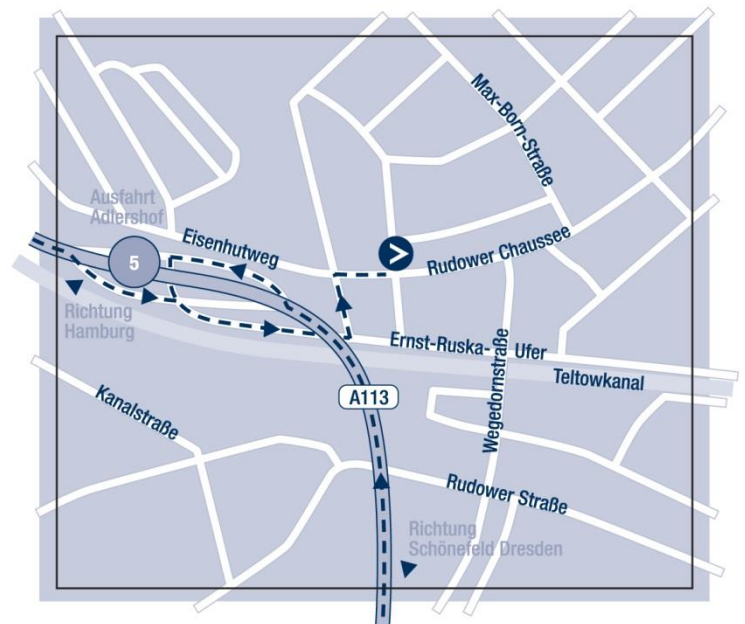 Max-Born-Straße
Ausfahrt
Adlershof
Eisenhutweg
5
Rudower Chaussee
Richtung
Hamburg
Ernst-Ruska-Ufer
Wegedornstraße
Teltowkanal
A113
Kanalstraße
Rudower Straße
Richtung
Schönefeld Dresden